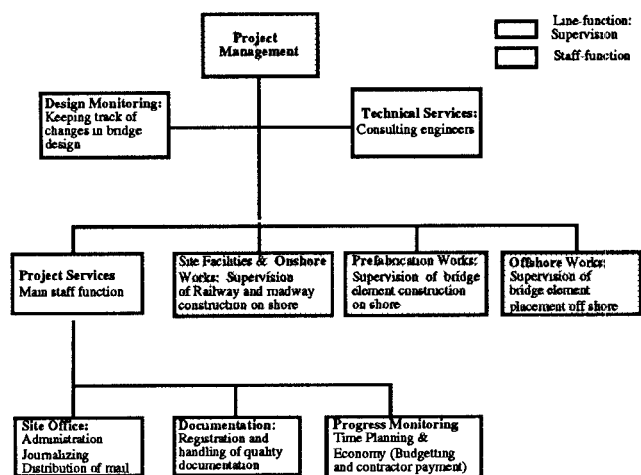 Project
Management
Line-function:
Supervision
Staff-function
Design Monitoring:
Keeping track of
changes in bridge
design
Technical Services:
Consulting engineers
Project Services
Main staff function
Site Facilities & Onshore
Works: Supervision
of Railway and roadway
construction on shore
Prefabrication Works:
Supervision of bridge
element construction
on shore
Offshore Works:
Supervision of
bridge element
placement off shore
Site Office:
Administration
Journalizing
Distribution of mail
Documentation:
Registration and
handling of quality
documentation
Progress Monitoring
Time Planning &
Economy (Budgetting
and contractor payment)